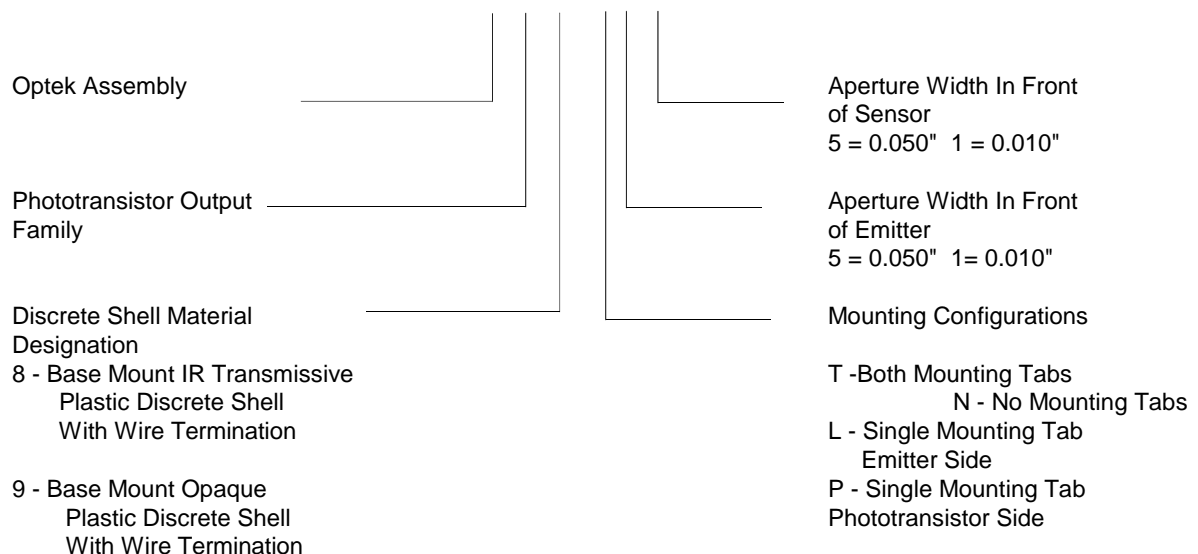 Optek Assembly
Phototransistor Output
Family
Discrete Shell Material
Designation
8 - Base Mount IR Transmissive
Plastic Discrete Shell
With Wire Termination
9 - Base Mount Opaque
Plastic Discrete Shell
With Wire Termination
Aperture Width In Front
of Sensor
5 = 0.050" 1 = 0.010"
Aperture Width In Front
of Emitter
5 = 0.050" 1= 0.010"
Mounting Configurations
T -Both Mounting Tabs
N - No Mounting Tabs
L - Single Mounting Tab
Emitter Side
P - Single Mounting Tab
Phototransistor Side